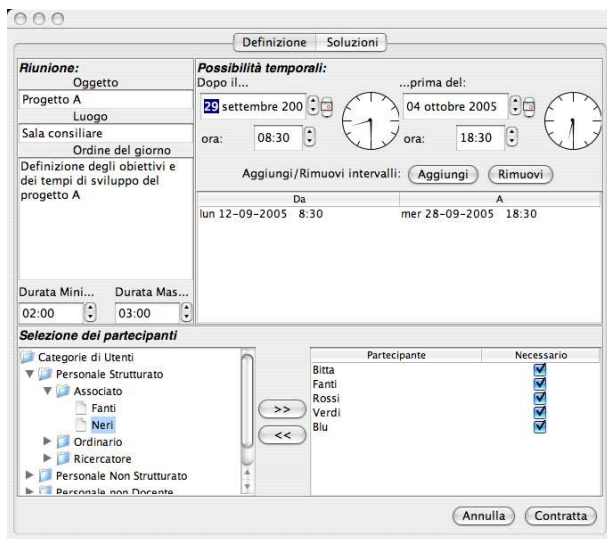 Definizione Soluzioni
Riunione:
Oggetto
Progetto A
Luogo
Sala consiliare
Ordine del giorno
Definizione degli obiettivi e
dei tempi di sviluppo del
progetto A
Durata Mini... Durata Mas...
02:00 03:00
Possibilità temporali:
Dopo il... ...prima del:
29 settembre 200 04 ottobre 2005
ora: 08:30 ora: 18:30
Aggiungi/Rimuovi intervalli: Aggiungi Rimuovi
Da A
lun 12-09-2005 8:30 mer 28-09-2005 18:30
Selezione dei partecipanti
Categorie di Utenti
Personale Strutturato
Associato
Fanti
Neri
Ordinario
Ricercatore
Personale Non Strutturato
Personale non Docente
>>
<<
Partecipante Necessario
Bitta
Fanti
Rossi
Verdi
Blu
Annulla Contratta